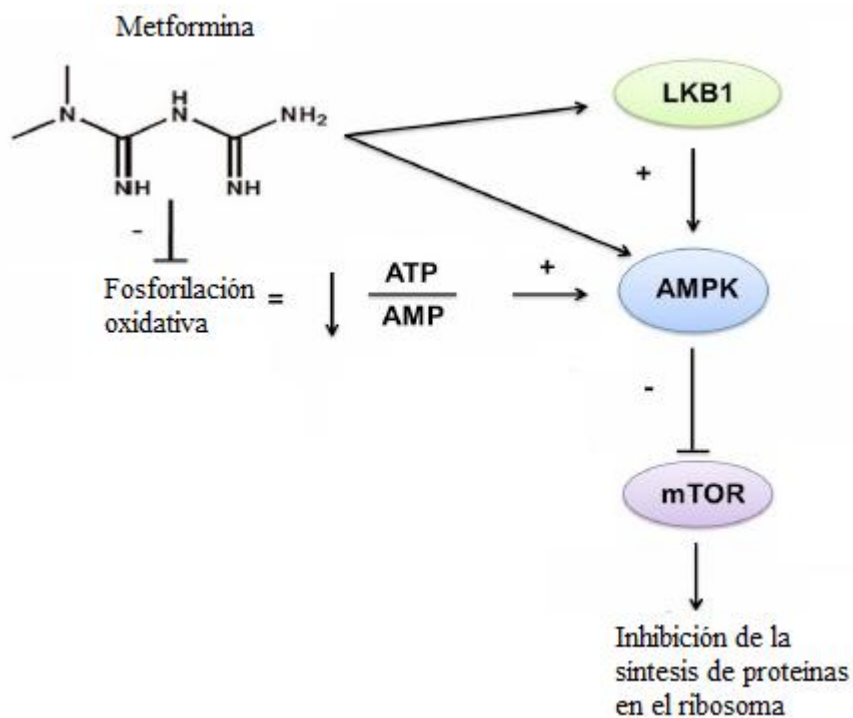 Metformina
N
H
N
NH₂
NH
NH
LKB1
+
-
Fosforilación
oxidativa
=
ATP
AMP
+
AMPK
-
mTOR
Inhibición de la
síntesis de proteínas
en el ribosoma